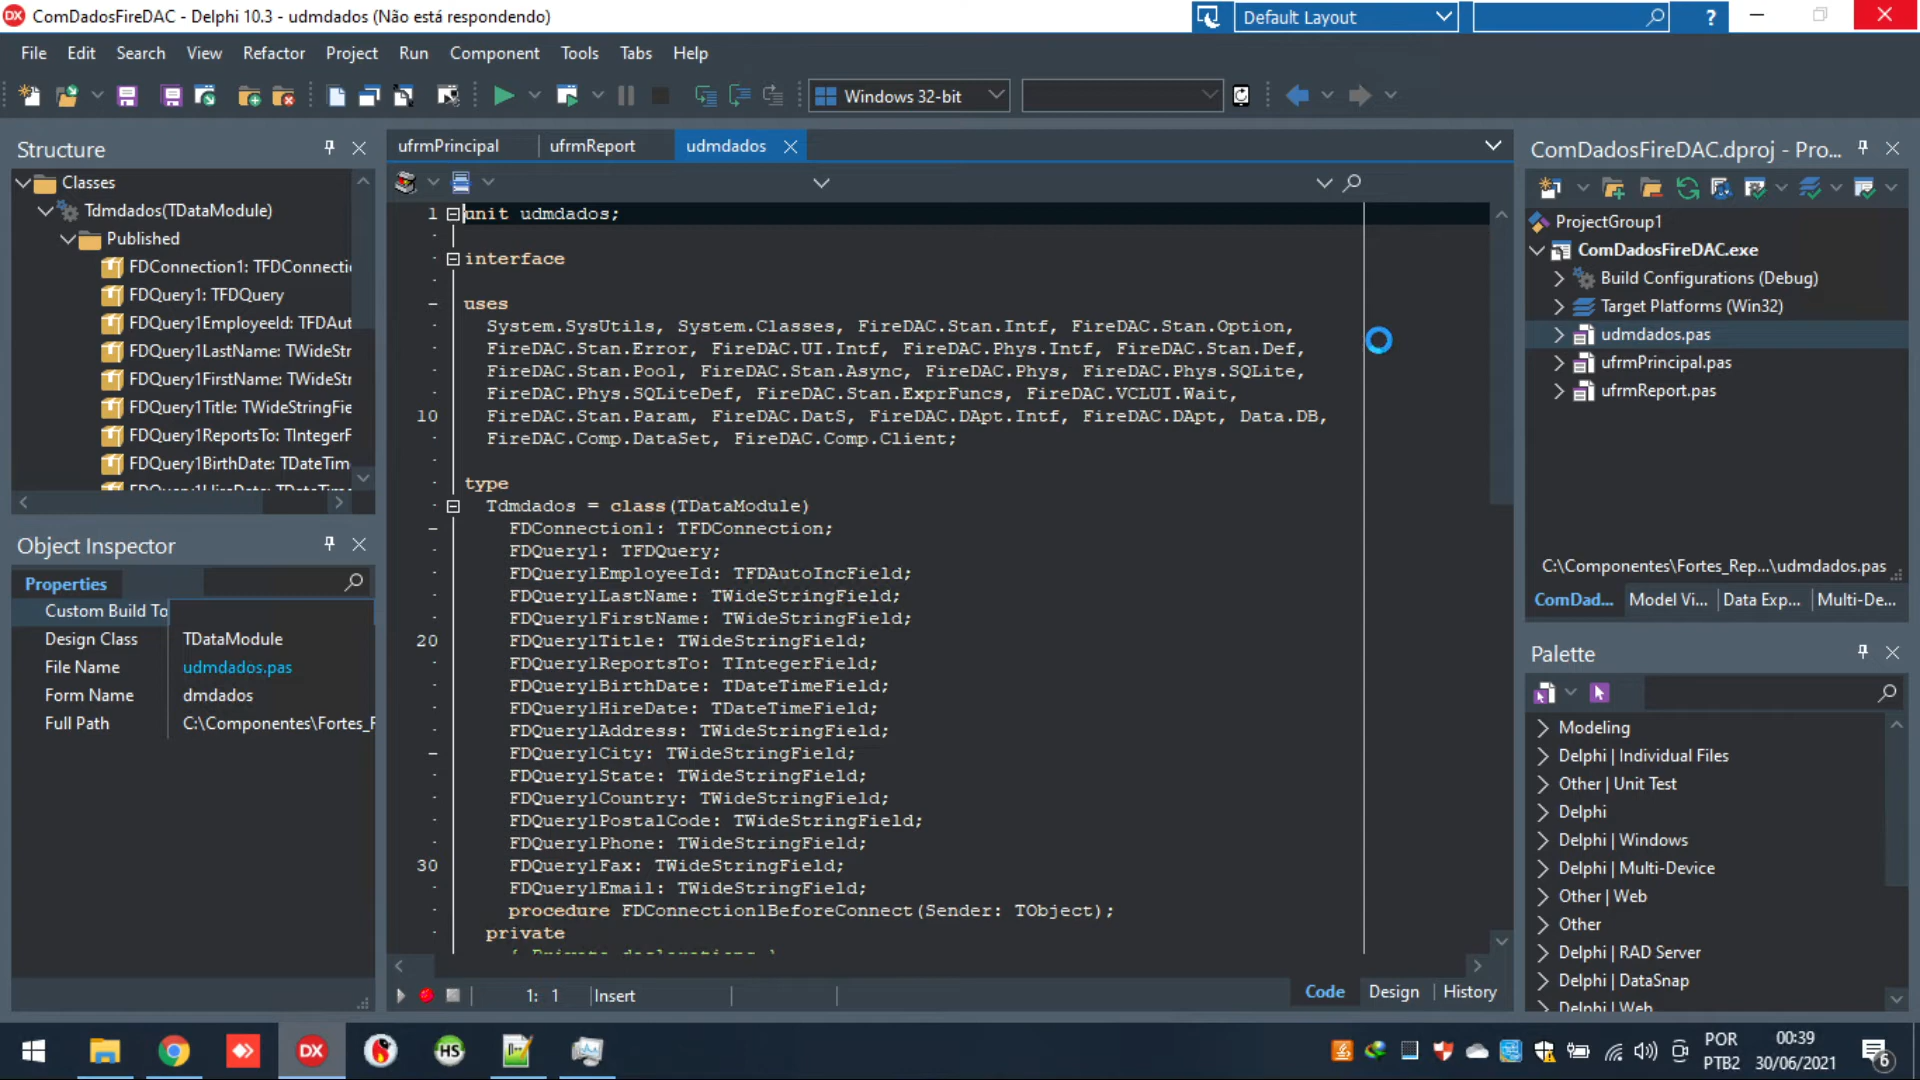 ComDadosFireDAC - Delphi 10.3 - udmdados (Não está respondendo)
Default Layout
?
File Edit Search View Refactor Project Run Component Tools Tabs Help
Windows 32-bit
Structure
Classes
Tdmdados(TDataModule)
Published
FDConnection1: TFDConnecti
FDQuery1: TFDQuery
FDQuery1EmployeeId: TFDAut
FDQuery1LastName: TWideStr
FDQuery1FirstName: TWideStr
FDQuery1Title: TWideStringFie
FDQuery1ReportsTo: TIntegerF
FDQuery1BirthDate: TDateTim
Object Inspector
Properties
Custom Build To
Design Class TDataModule
File Name udmdados.pas
Form Name dmdados
Full Path C:\Componentes\Fortes_R
ufrmPrincipal ufrmReport udmdados
1 unit udmdados;
interface
uses
System.SysUtils, System.Classes, FireDAC.Stan.Intf, FireDAC.Stan.Option,
FireDAC.Stan.Error, FireDAC.UI.Intf, FireDAC.Phys.Intf, FireDAC.Stan.Def,
FireDAC.Stan.Pool, FireDAC.Stan.Async, FireDAC.Phys, FireDAC.Phys.SQLite,
FireDAC.Phys.SQLiteDef, FireDAC.Stan.ExprFuncs, FireDAC.VCLUI.Wait,
10 FireDAC.Stan.Param, FireDAC.DatS, FireDAC.DApt.Intf, FireDAC.DApt, Data.DB,
FireDAC.Comp.DataSet, FireDAC.Comp.Client;
type
Tdmdados = class(TDataModule)
FDConnection1: TFDConnection;
FDQuery1: TFDQuery;
FDQuery1EmployeeId: TFDAutoIncField;
FDQuery1LastName: TWideStringField;
FDQuery1FirstName: TWideStringField;
20 FDQuery1Title: TWideStringField;
FDQuery1ReportsTo: TIntegerField;
FDQuery1BirthDate: TDateTimeField;
FDQuery1HireDate: TDateTimeField;
FDQuery1Address: TWideStringField;
FDQuery1City: TWideStringField;
FDQuery1State: TWideStringField;
FDQuery1Country: TWideStringField;
FDQuery1PostalCode: TWideStringField;
FDQuery1Phone: TWideStringField;
30 FDQuery1Fax: TWideStringField;
FDQuery1Email: TWideStringField;
procedure FDConnection1BeforeConnect(Sender: TObject);
private
1: 1 Insert
Code Design History
ComDadosFireDAC.dproj - Pro...
ProjectGroup1
ComDadosFireDAC.exe
Build Configurations (Debug)
Target Platforms (Win32)
udmdados.pas
ufrmPrincipal.pas
ufrmReport.pas
C:\Componentes\Fortes_Rep...\udmdados.pas
ComDad... Model Vi... Data Exp... Multi-De...
Palette
Modeling
Delphi | Individual Files
Other | Unit Test
Delphi
Delphi | Windows
Delphi | Multi-Device
Other | Web
Other
Delphi | RAD Server
Delphi | DataSnap
Delphi | Web
DX
HS
POR
PTB2
00:39
30/06/2021
6